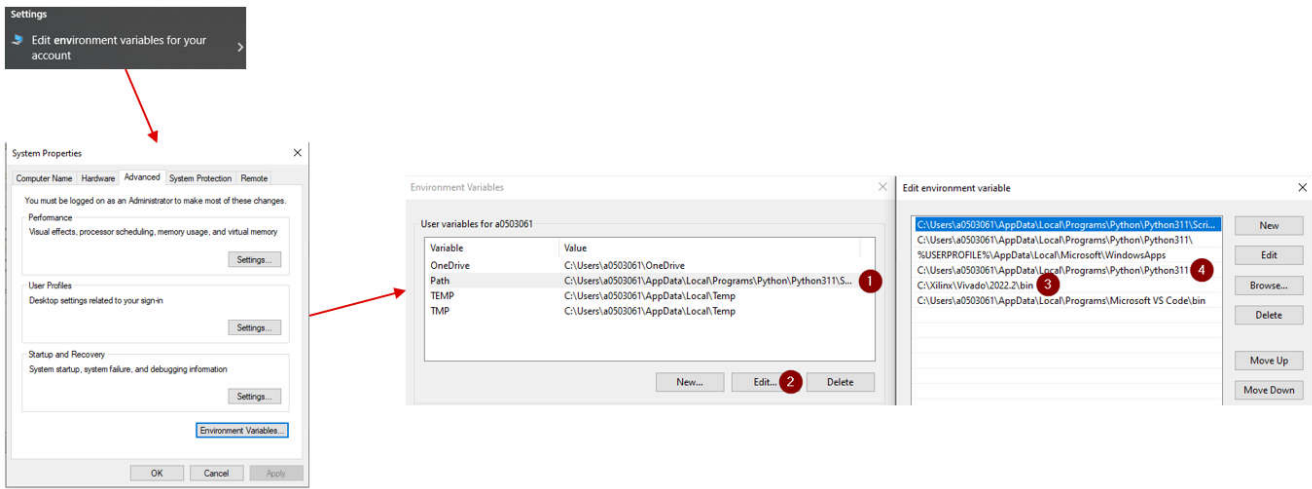 Settings
Edit environment variables for your
account
System Properties
Computer Name Hardware Advanced System Protection Remote
You must be logged on as an Administrator to make most of these changes.
Performance
Visual effects, processor scheduling, memory usage, and virtual memory
Settings...
User Profiles
Desktop settings related to your sign-in
Settings...
Startup and Recovery
System startup, system failure, and debugging information
Settings...
Environment Variables...
OK Cancel Apply
Environment Variables
User variables for a0503061
Variable Value
OneDrive C:\Users\a0503061\OneDrive
Path C:\Users\a0503061\AppData\Local\Programs\Python\Python311\S... 1
TEMP C:\Users\a0503061\AppData\Local\Temp
TMP C:\Users\a0503061\AppData\Local\Temp
New... Edit... 2 Delete
Edit environment variable
C:\Users\a0503061\AppData\Local\Programs\Python\Python311\Scri...
C:\Users\a0503061\AppData\Local\Programs\Python\Python311\
%USERPROFILE%\AppData\Local\Microsoft\WindowsApps
C:\Users\a0503061\AppData\Local\Programs\Python\Python311 4
C:\Xilinx\Vivado\2022.2\bin 3
C:\Users\a0503061\AppData\Local\Programs\Microsoft VS Code\bin
New
Edit
Browse...
Delete
Move Up
Move Down